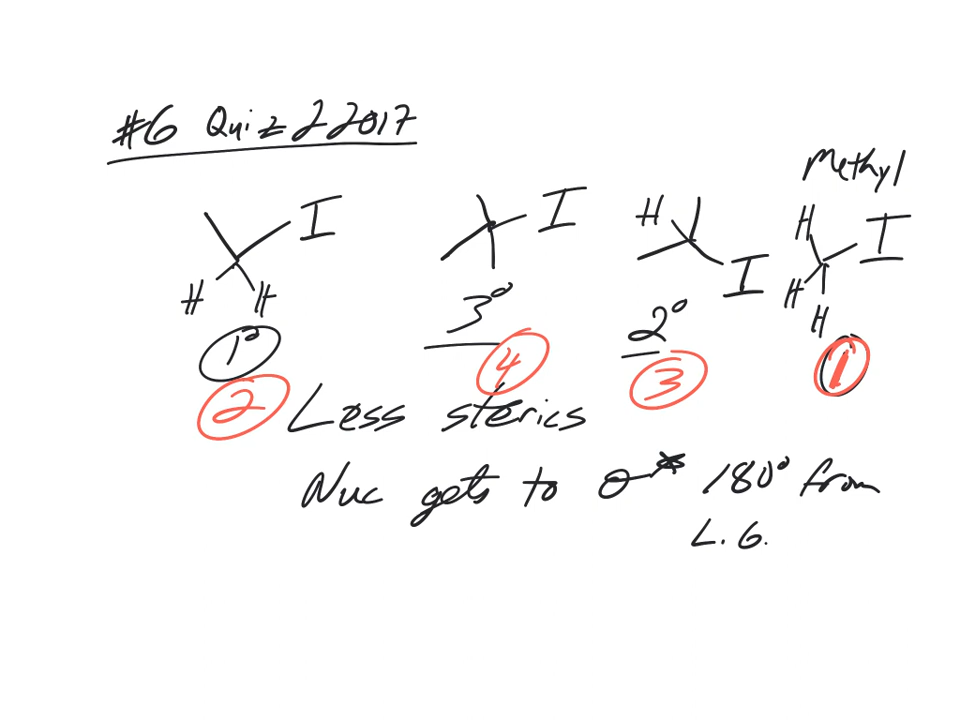 #6 Quiz 2 2017
Methyl
I
H H
1°
2
I
3°
4
H
I
2°
3
H
I
H
H
1
Less sterics
Nuc gets to σ* 180° from
L.G.